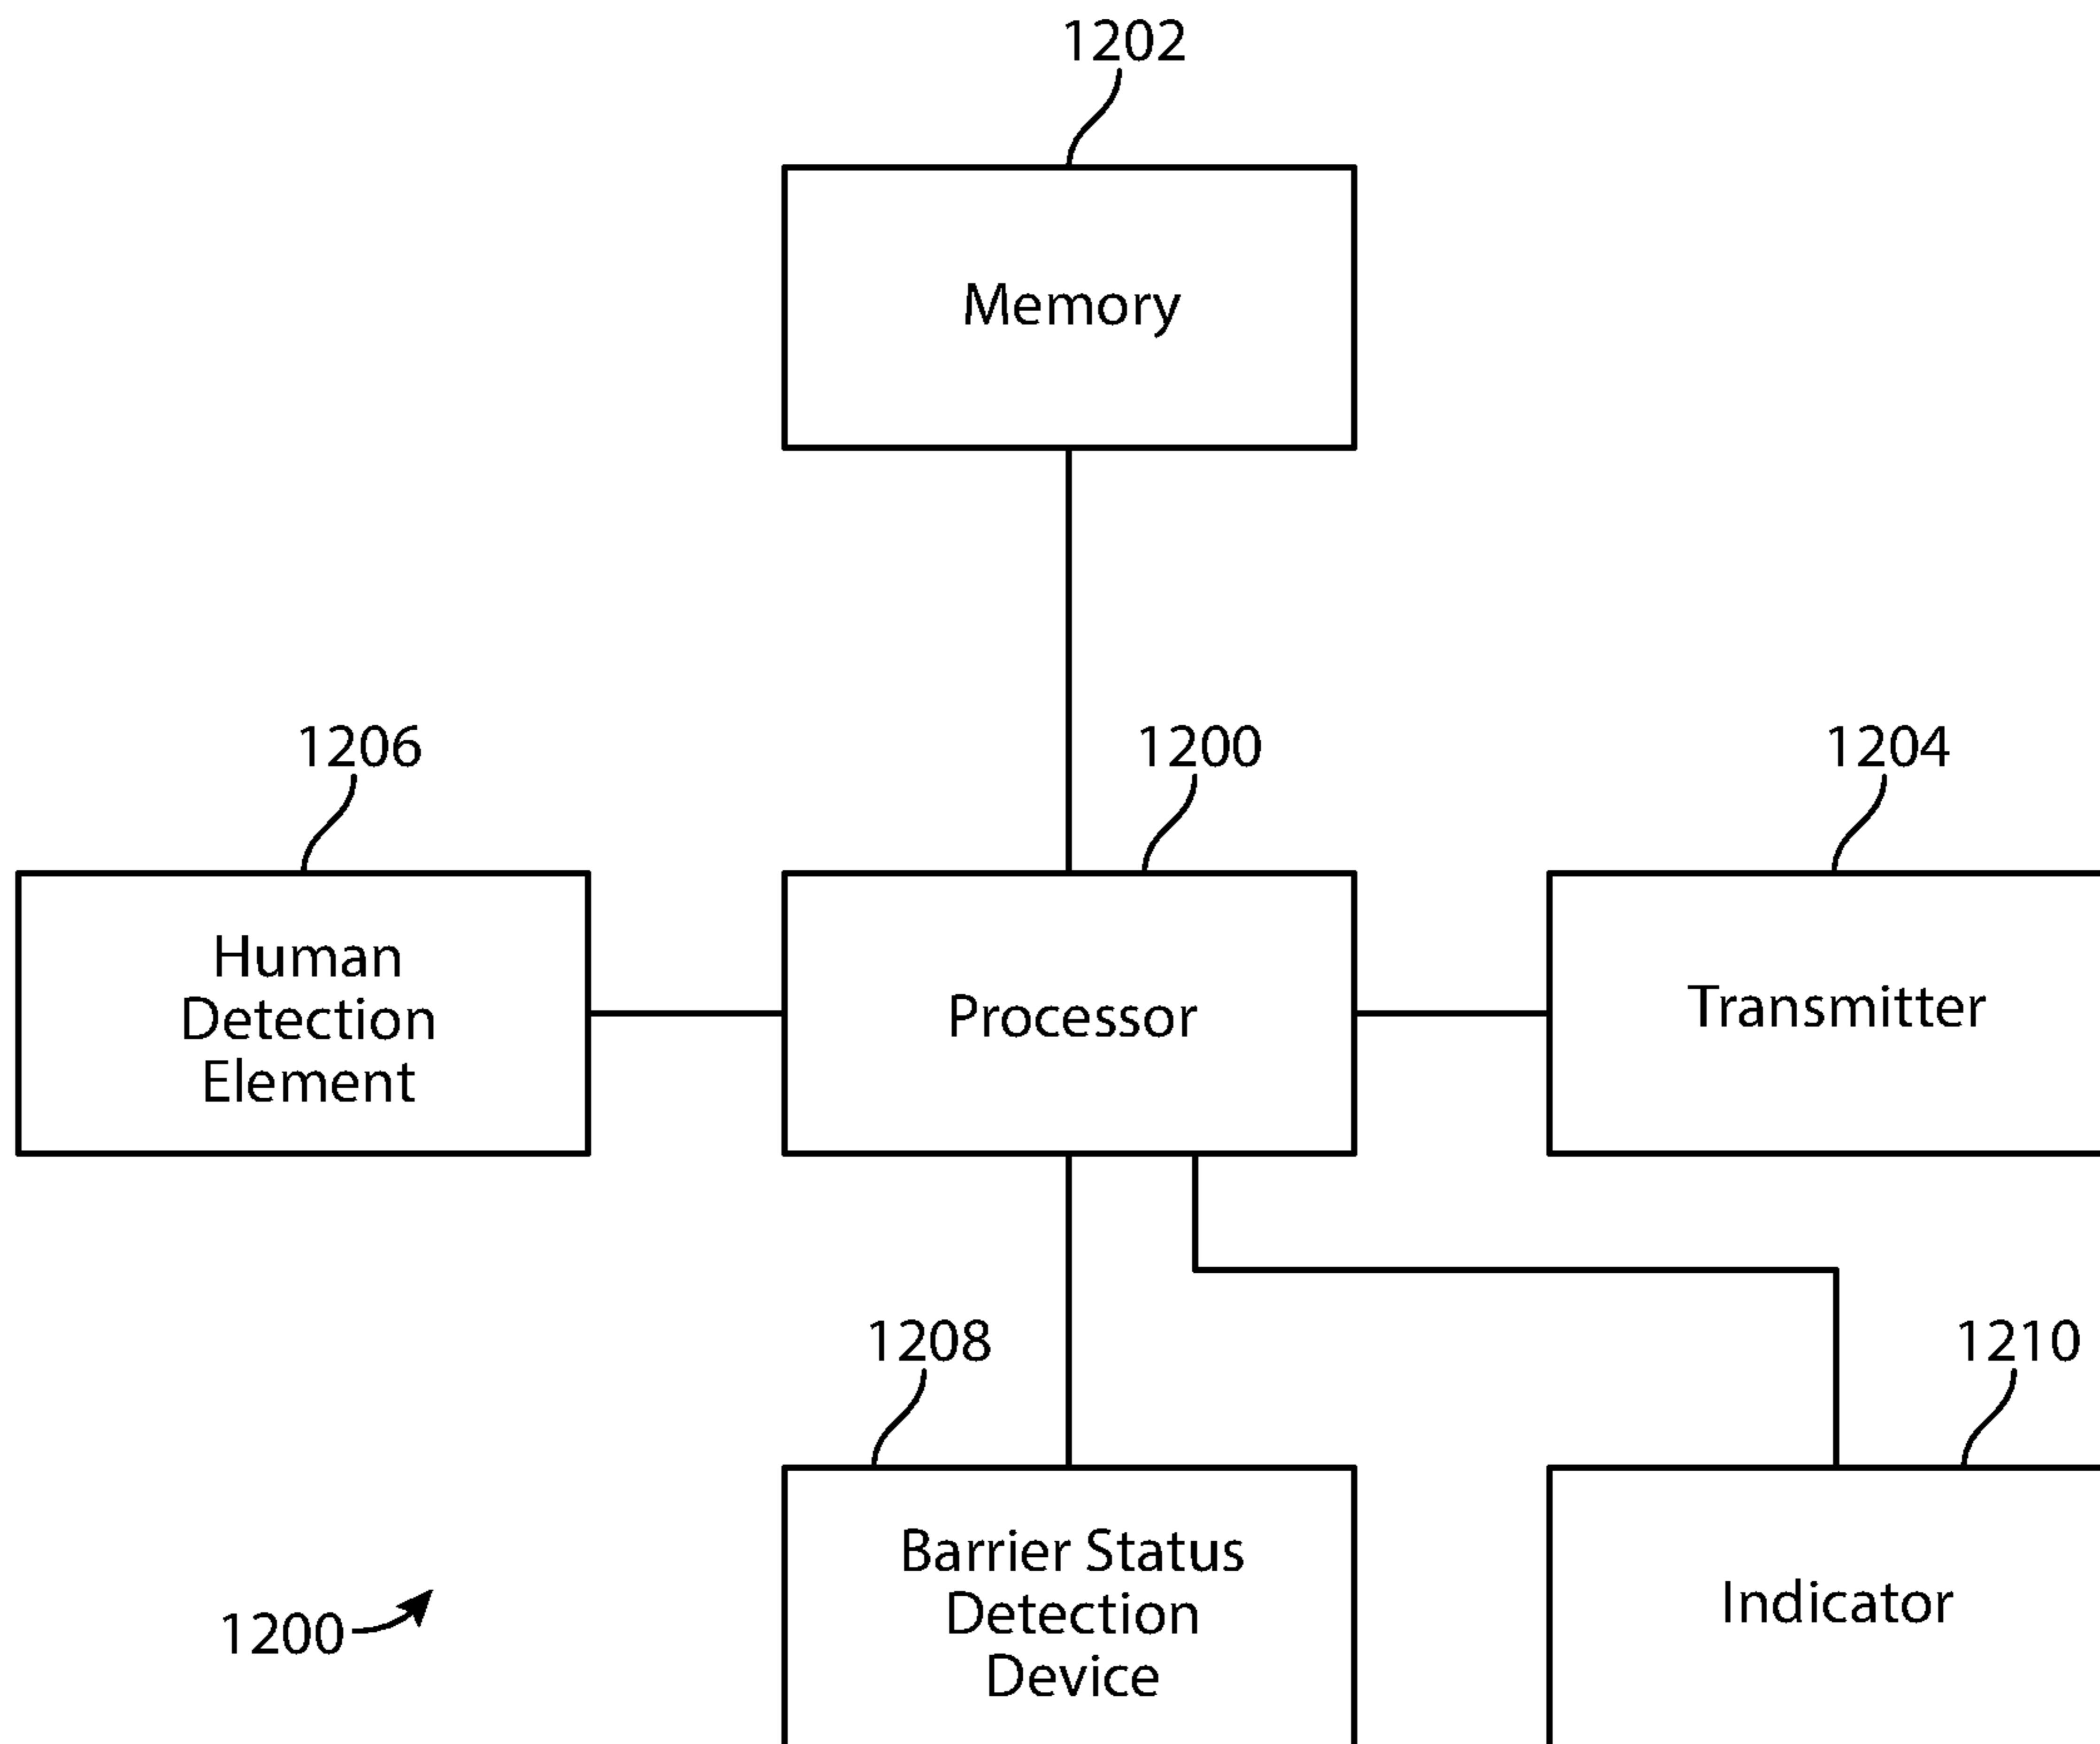 1202
Memory
1206
1200
1204
Human
Detection
Element
Processor
Transmitter
1208
1210
Barrier Status
Detection
Device
Indicator
1200